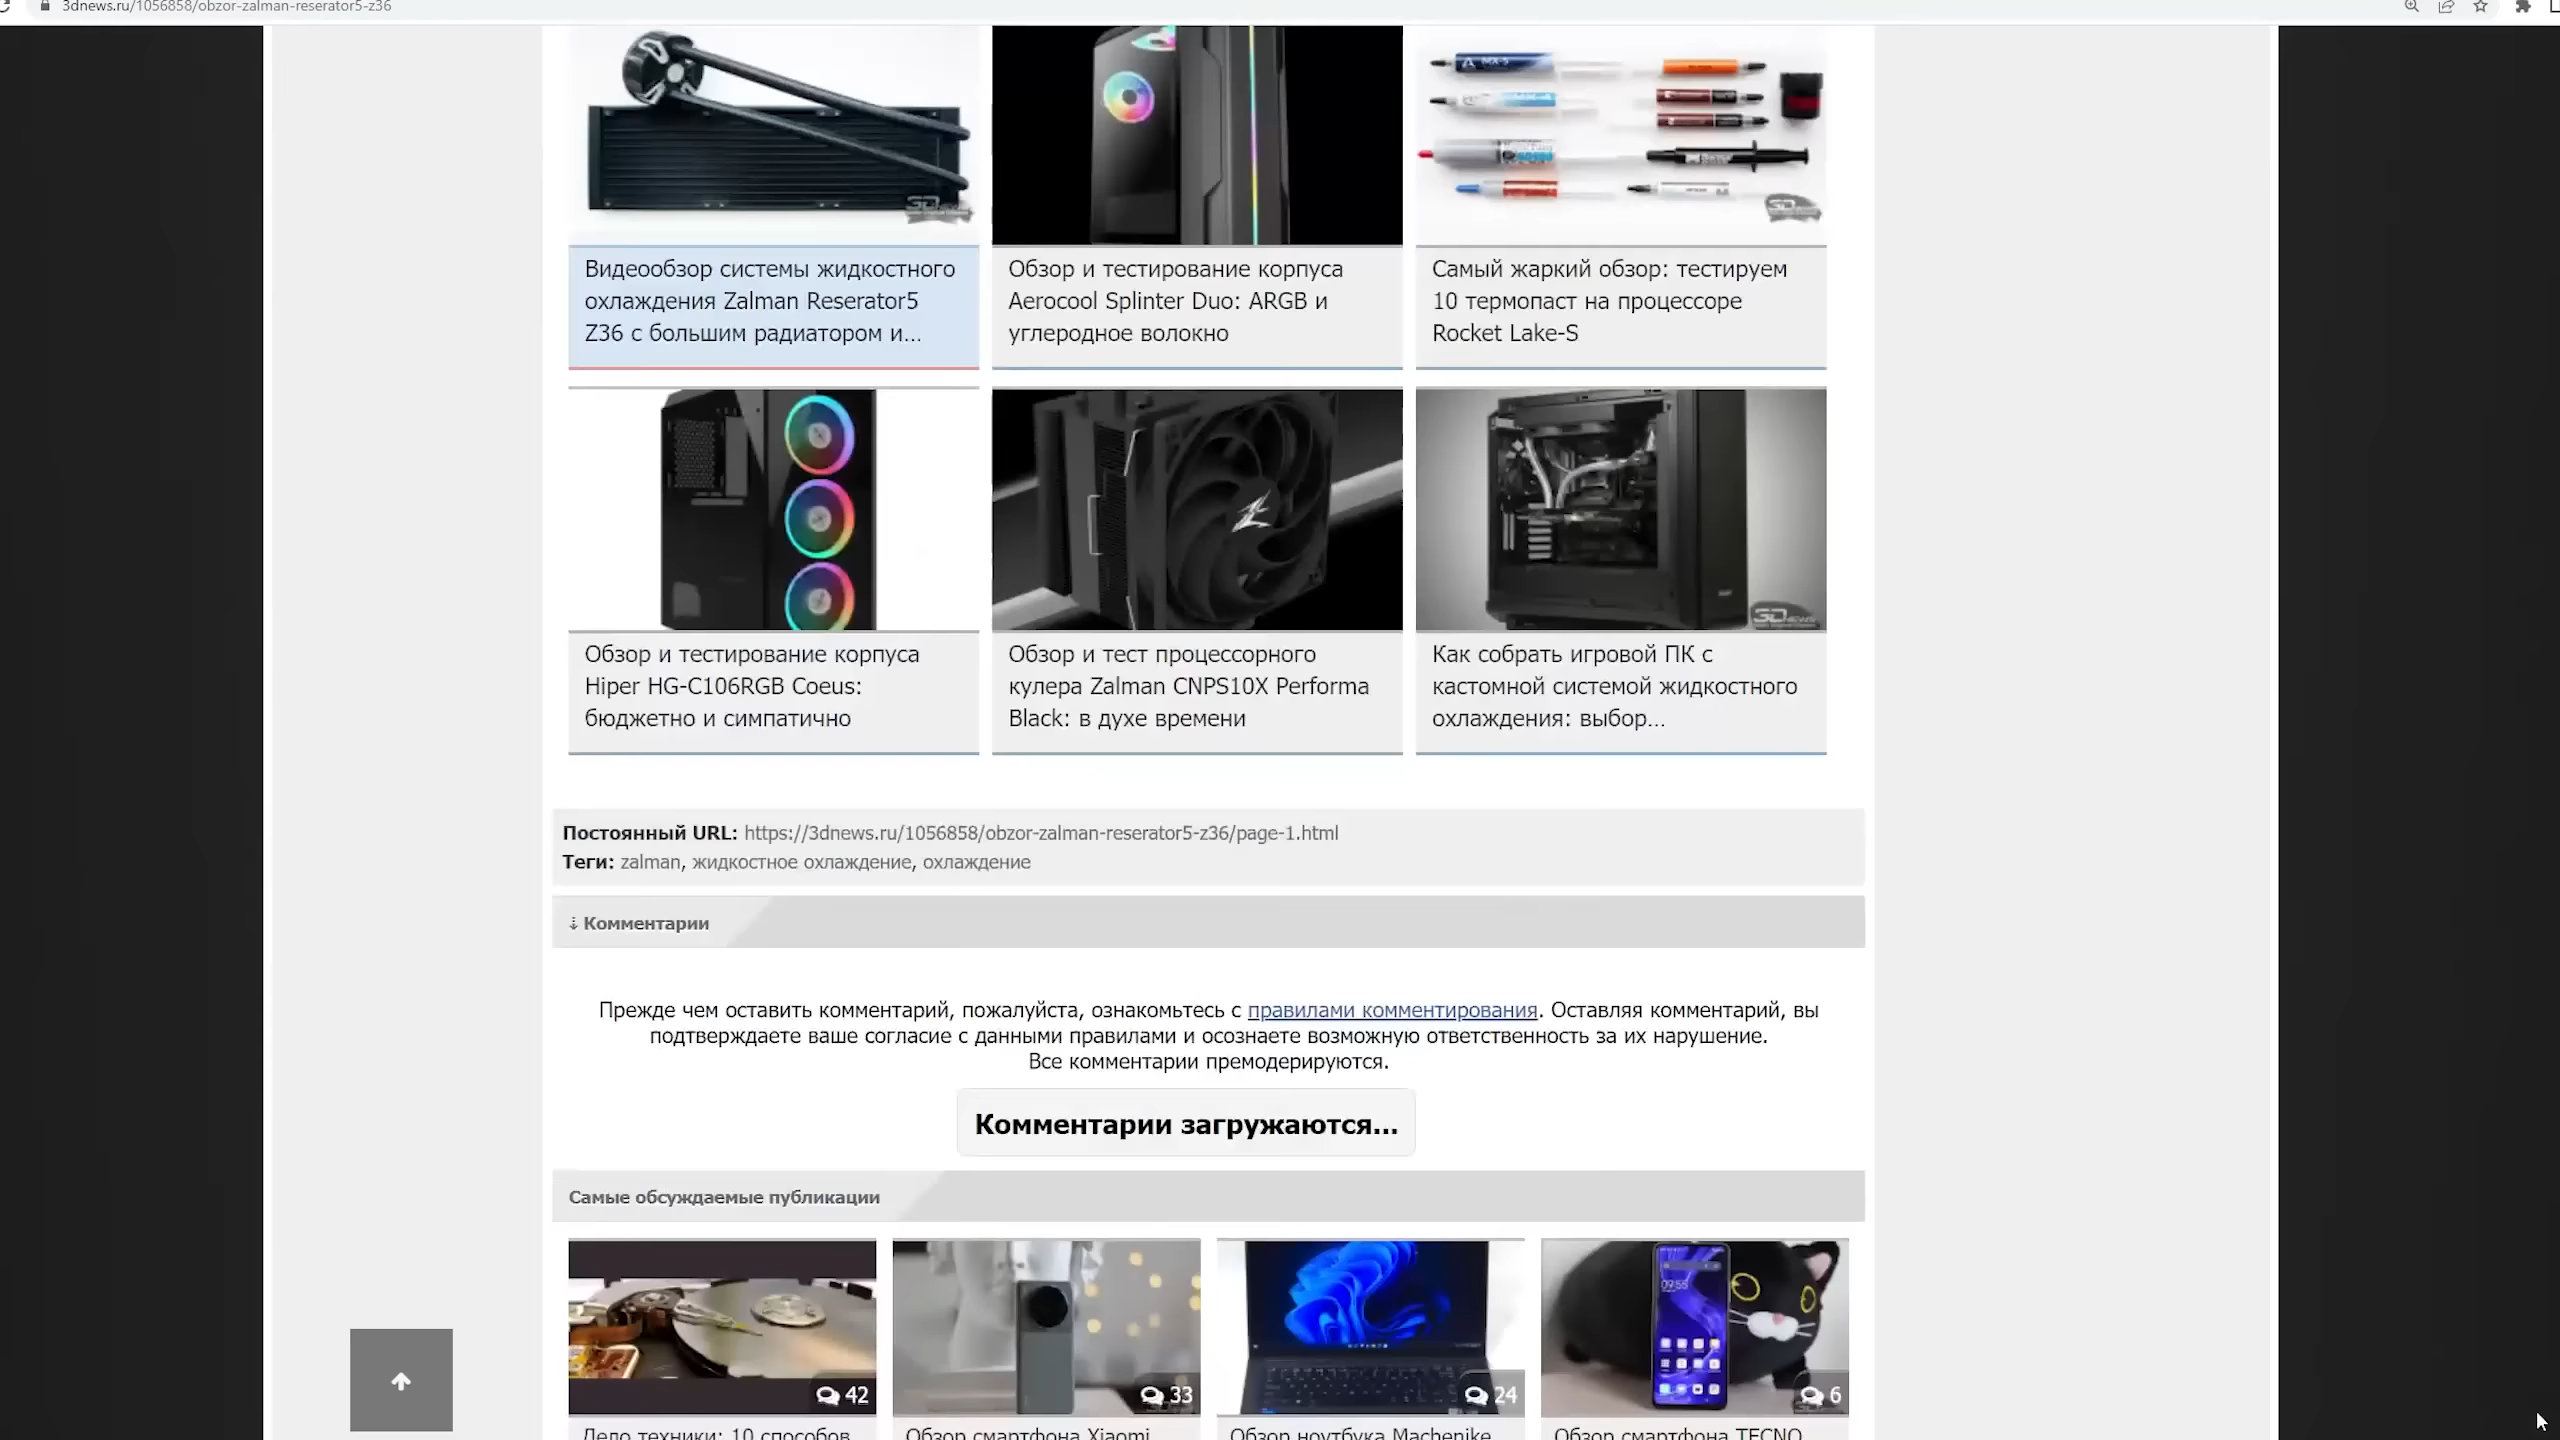 3dnews.ru/1056858/obzor-zalman-reserator5-z36
MX-5
Видеообзор системы жидкостного
охлаждения Zalman Reserator5
Z36 с большим радиатором и...
Обзор и тестирование корпуса
Aerocool Splinter Duo: ARGB и
углеродное волокно
Самый жаркий обзор: тестируем
10 термопаст на процессоре
Rocket Lake-S
3DNEWS
Обзор и тестирование корпуса
Hiper HG-C106RGB Coeus:
бюджетно и симпатично
Обзор и тест процессорного
кулера Zalman CNPS10X Performa
Black: в духе времени
Как собрать игровой ПК с
кастомной системой жидкостного
охлаждения: выбор...
Постоянный URL: https://3dnews.ru/1056858/obzor-zalman-reserator5-z36/page-1.html
Теги: zalman, жидкостное охлаждение, охлаждение
⇣ Комментарии
Прежде чем оставить комментарий, пожалуйста, ознакомьтесь с правилами комментирования. Оставляя комментарий, вы
подтверждаете ваше согласие с данными правилами и осознаете возможную ответственность за их нарушение.
Все комментарии премодерируются.
Комментарии загружаются...
Самые обсуждаемые публикации
42
33
24
09:55
6
Дело техники: 10 способов
Обзор смартфона Xiaomi
Обзор ноутбука Machenike
Обзор смартфона TECNO